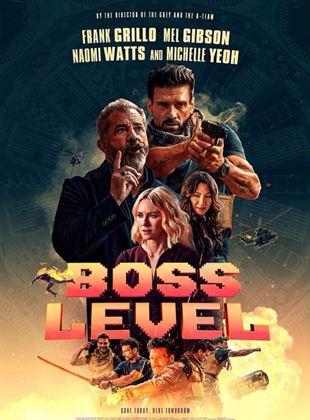 BY THE DIRECTOR OF THE GREY AND THE A-TEAM
FRANK GRILLO MEL GIBSON
NAOMI WATTS AND MICHELLE YEOH
BOSS
LEVEL
GONE TODAY, HERE TOMORROW